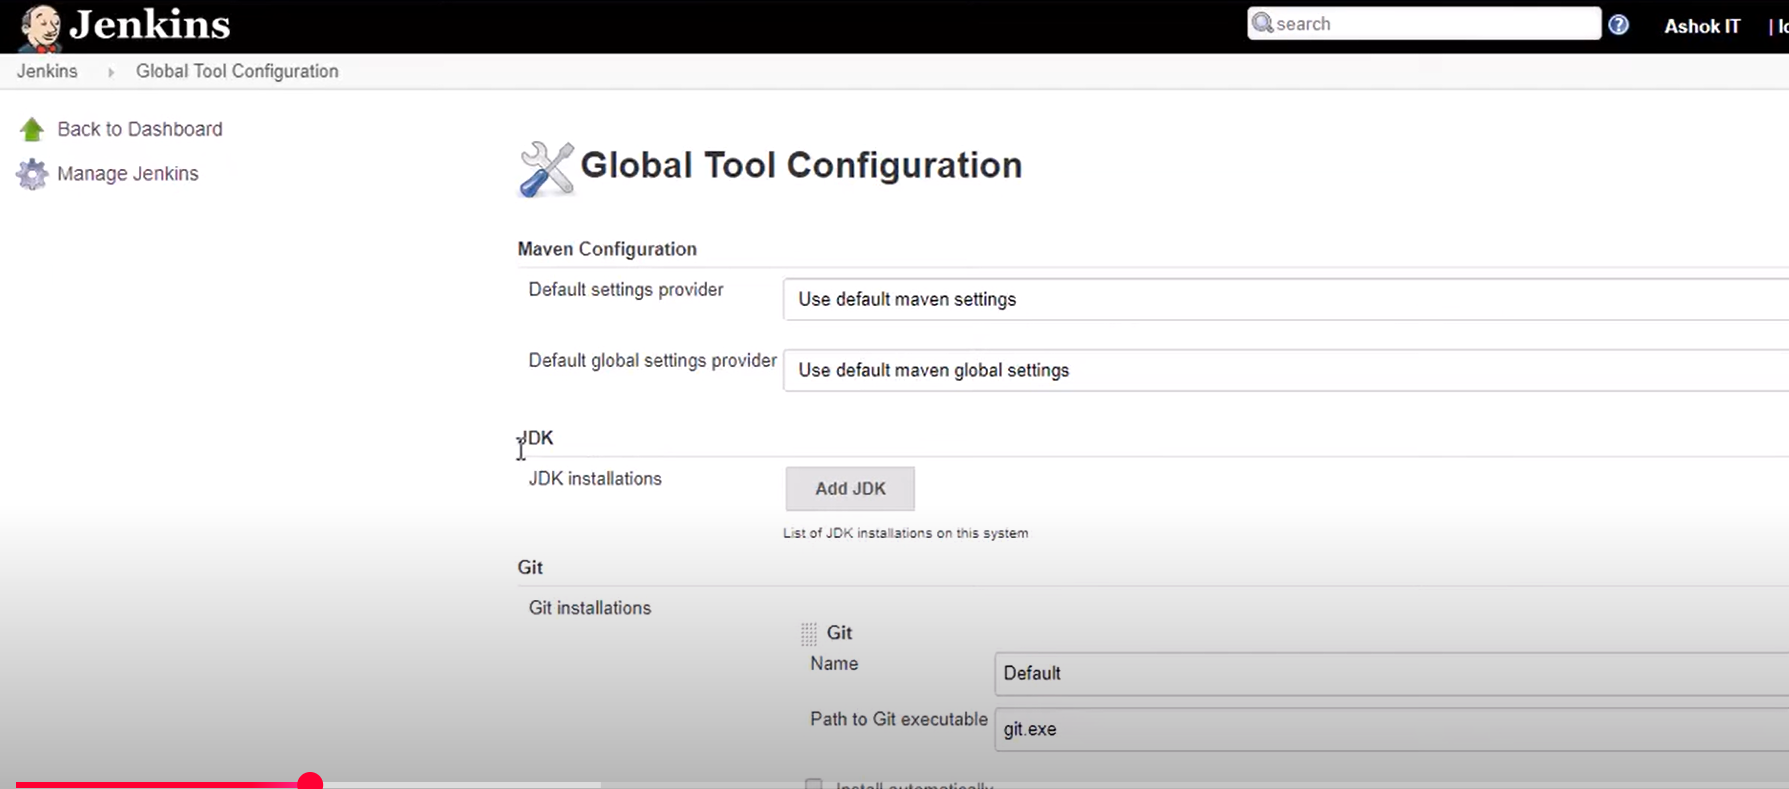 Jenkins
search
Ashok IT
Jenkins
Global Tool Configuration
Back to Dashboard
Manage Jenkins
Global Tool Configuration
Maven Configuration
Default settings provider
Use default maven settings
Default global settings provider
Use default maven global settings
JDK
JDK installations
Add JDK
List of JDK installations on this system
Git
Git installations
Git
Name
Default
Path to Git executable
git.exe
Install automatically